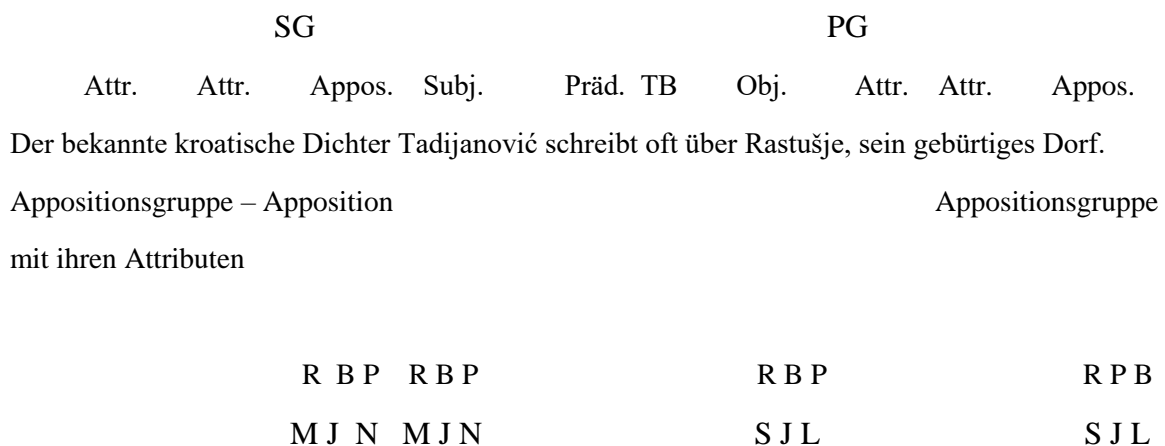 SG PG
Attr. Attr. Appos. Subj. Präd. TB Obj. Attr. Attr. Appos.
Der bekannte kroatische Dichter Tadijanović schreibt oft über Rastušje, sein gebürtiges Dorf.
Appositionsgruppe – Apposition Appositionsgruppe
mit ihren Attributen
R B P R B P R B P R P B
M J N M J N S J L S J L